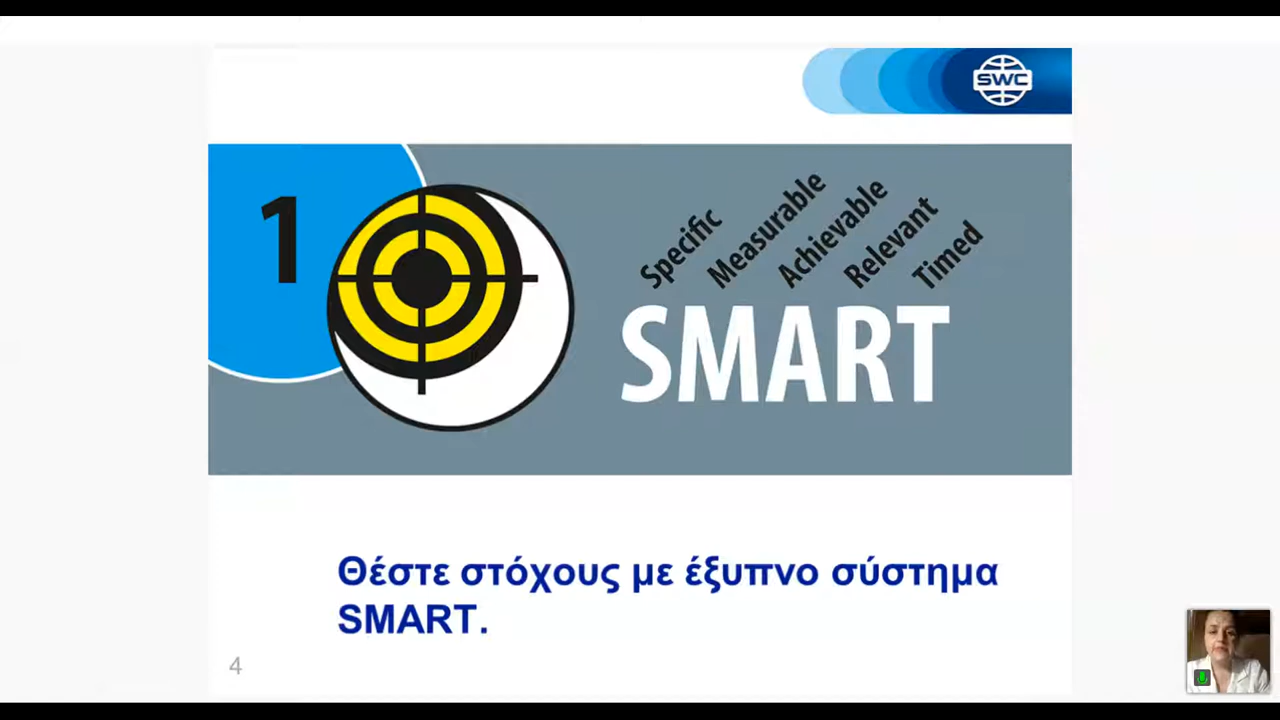 SWC
1
Specific
Measurable
Achievable
Relevant
Timed
SMART
Θέστε στόχους με έξυπνο σύστημα
SMART.
4